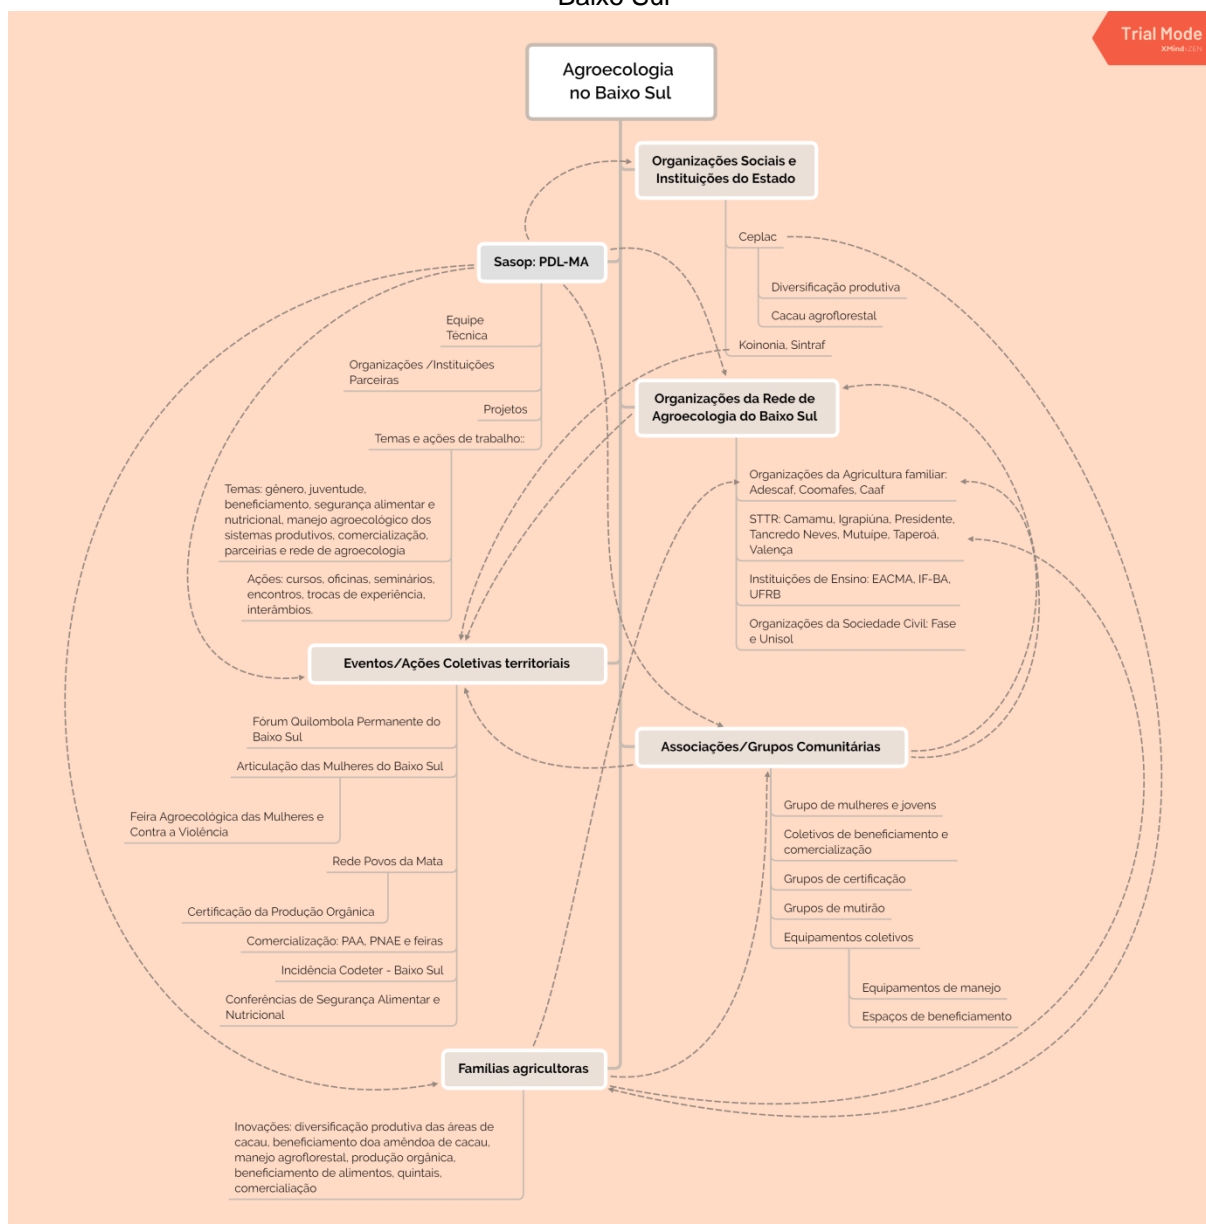 Baixo Sul
Trial Mode
XMind:ZEN
Agroecologia
no Baixo Sul
Organizações Sociais e
Instituições do Estado
Ceplac
Diversificação produtiva
Cacau agroflorestal
Koinonia, Sintraf
Sasop: PDL-MA
Equipe
Técnica
Organizações /Instituições
Parceiras
Projetos
Temas e ações de trabalho::
Temas: gênero, juventude,
beneficiamento, segurança alimentar e
nutricional, manejo agroecológico dos
sistemas produtivos, comercialização,
parceirias e rede de agroecologia
Ações: cursos, oficinas, seminários,
encontros, trocas de experiência,
interâmbios.
Organizações da Rede de
Agroecologia do Baixo Sul
Organizações da Agricultura familiar:
Adescaf, Coomafes, Caaf
STTR: Camamu, Igrapiúna, Presidente,
Tancredo Neves, Mutuípe, Taperoá,
Valença
Instituições de Ensino: EACMA, IF-BA,
UFRB
Organizações da Sociedade Civil: Fase
e Unisol
Eventos/Ações Coletivas territoriais
Fórum Quilombola Permanente do
Baixo Sul
Articulação das Mulheres do Baixo Sul
Feira Agroecológica das Mulheres e
Contra a Violência
Rede Povos da Mata
Certificação da Produção Orgânica
Comercialização: PAA, PNAE e feiras
Incidência Codeter - Baixo Sul
Conferências de Segurança Alimentar e
Nutricional
Associações/Grupos Comunitárias
Grupo de mulheres e jovens
Coletivos de beneficiamento e
comercialização
Grupos de certificação
Grupos de mutirão
Equipamentos coletivos
Equipamentos de manejo
Espaços de beneficiamento
Famílias agricultoras
Inovações: diversificação produtiva das áreas de
cacau, beneficiamento doa amêndoa de cacau,
manejo agroflorestal, produção orgânica,
beneficiamento de alimentos, quintais,
comercialiação